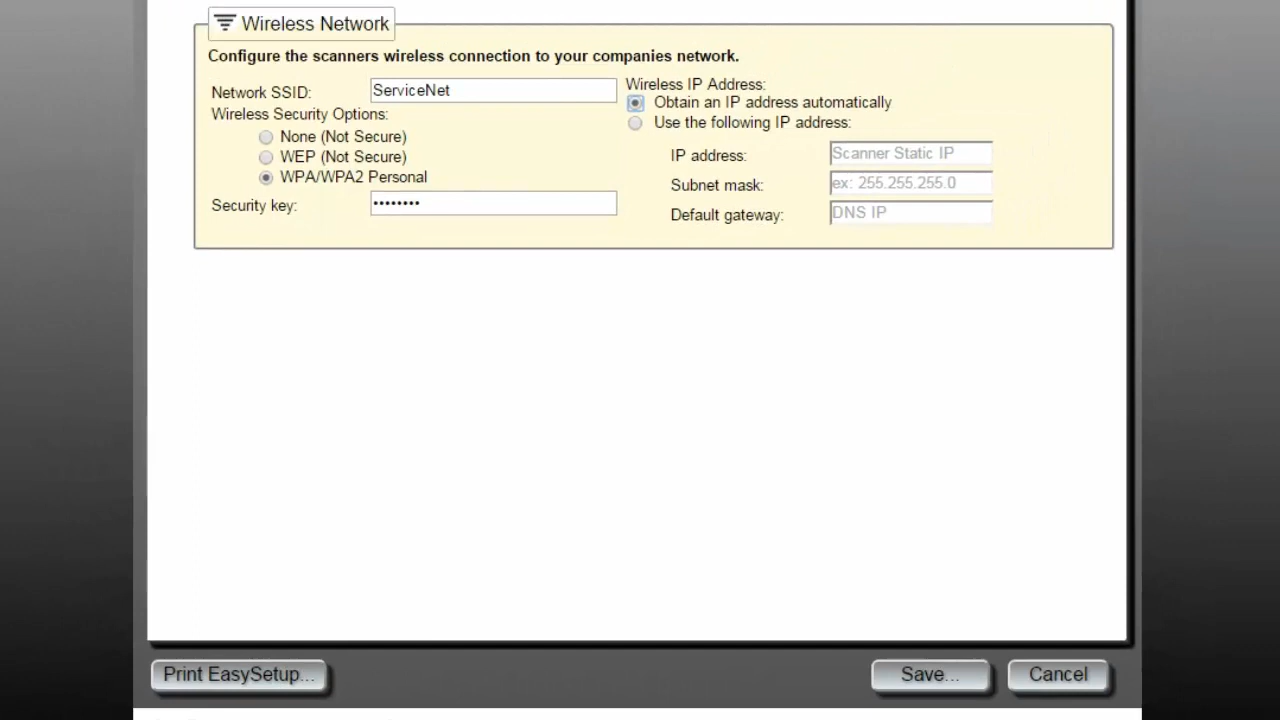 Wireless Network
Configure the scanners wireless connection to your companies network.
Network SSID: ServiceNet
Wireless Security Options:
None (Not Secure)
WEP (Not Secure)
WPA/WPA2 Personal
Security key: ••••••••
Wireless IP Address:
Obtain an IP address automatically
Use the following IP address:
IP address: Scanner Static IP
Subnet mask: ex: 255.255.255.0
Default gateway: DNS IP
Print EasySetup... Save... Cancel